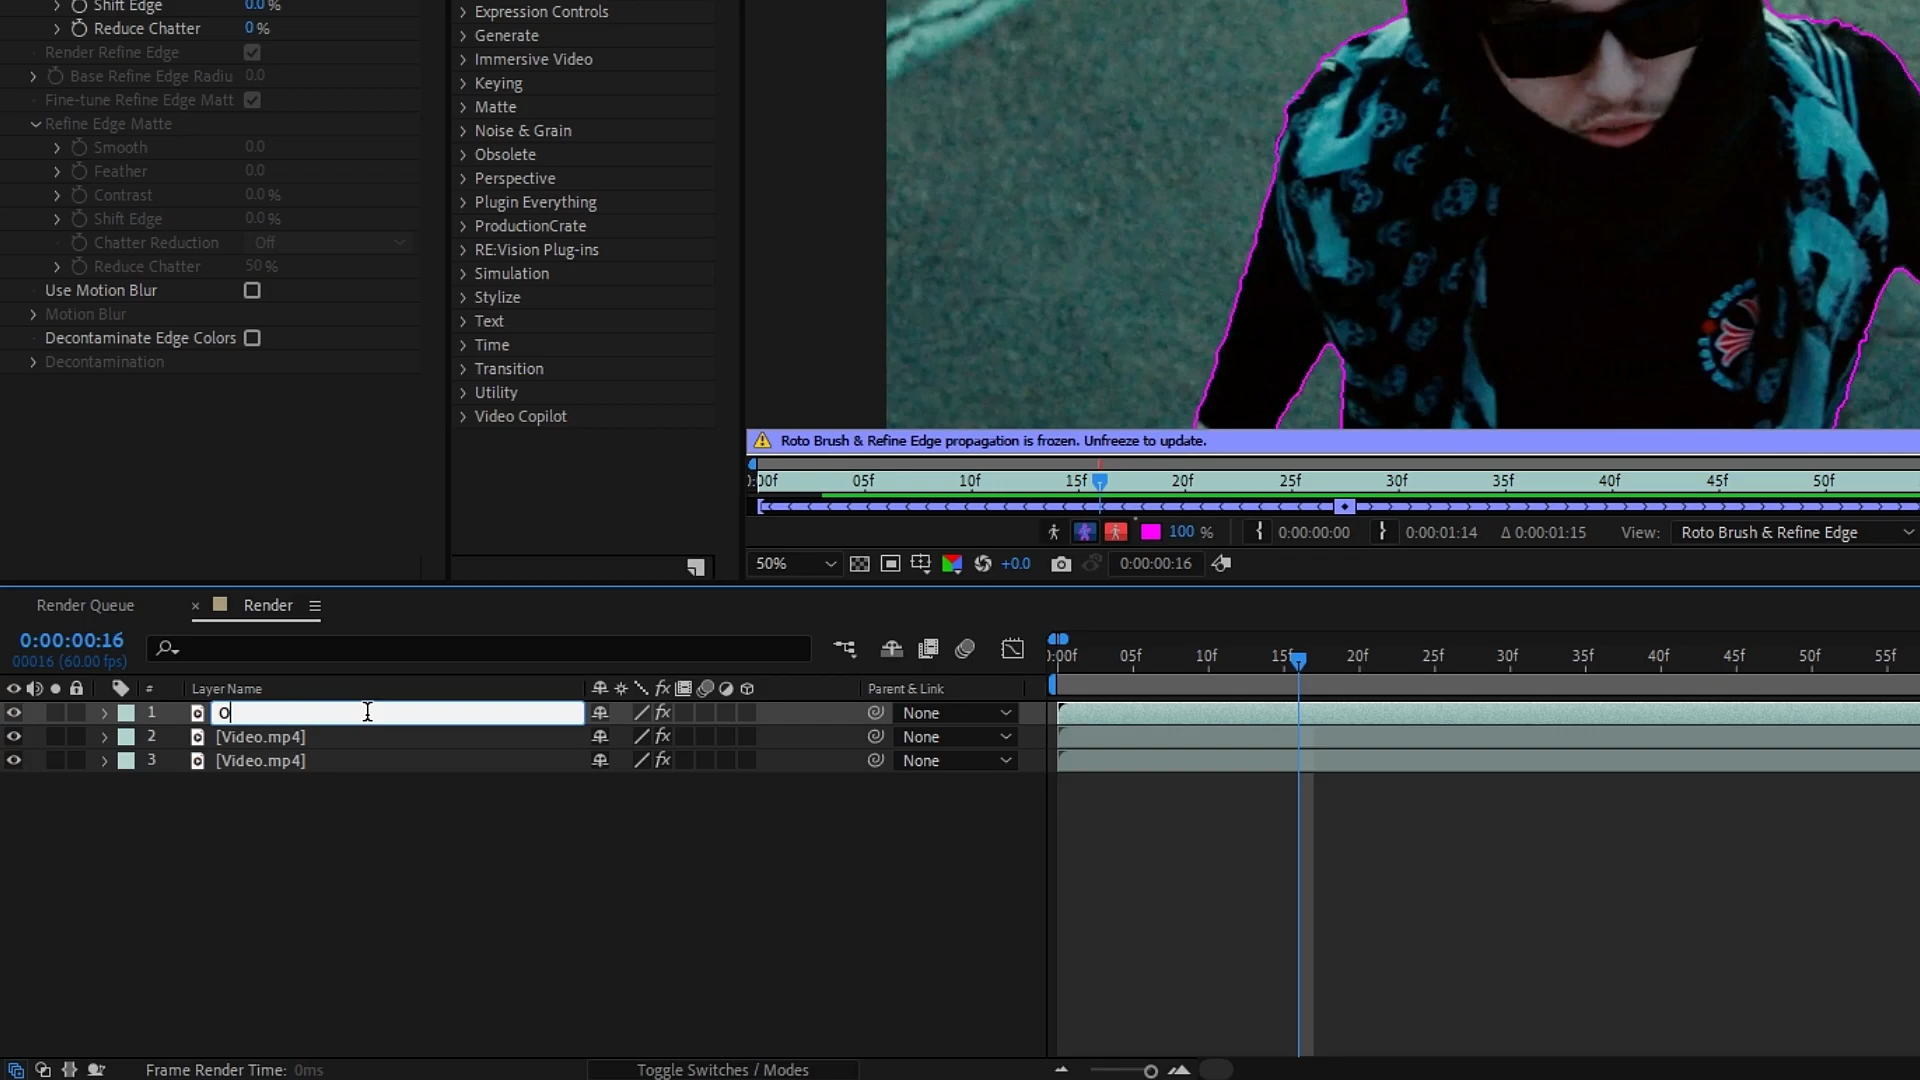 Shift Edge 0.0 %
Reduce Chatter 0 %
Render Refine Edge
Base Refine Edge Radiu 0.0
Fine-tune Refine Edge Matt
Refine Edge Matte
Smooth 0.0
Feather 0.0
Contrast 0.0 %
Shift Edge 0.0 %
Chatter Reduction Off
Reduce Chatter 50 %
Use Motion Blur
Motion Blur
Decontaminate Edge Colors
Decontamination
Expression Controls
Generate
Immersive Video
Keying
Matte
Noise & Grain
Obsolete
Perspective
Plugin Everything
ProductionCrate
RE:Vision Plug-ins
Simulation
Stylize
Text
Time
Transition
Utility
Video Copilot
Roto Brush & Refine Edge propagation is frozen. Unfreeze to update.
):00f 05f 10f 15f 20f 25f 30f 35f 40f 45f 50f
100 % 0:00:00:00 0:00:01:14 Δ 0:00:01:15 View: Roto Brush & Refine Edge
50% +0.0 0:00:00:16
Render Queue × Render
0:00:00:16
00016 (60.00 fps)
):00f 05f 10f 15f 20f 25f 30f 35f 40f 45f 50f 55f
# Layer Name fx Parent & Link
1 O fx None
2 [Video.mp4] fx None
3 [Video.mp4] fx None
Frame Render Time: 0ms Toggle Switches / Modes